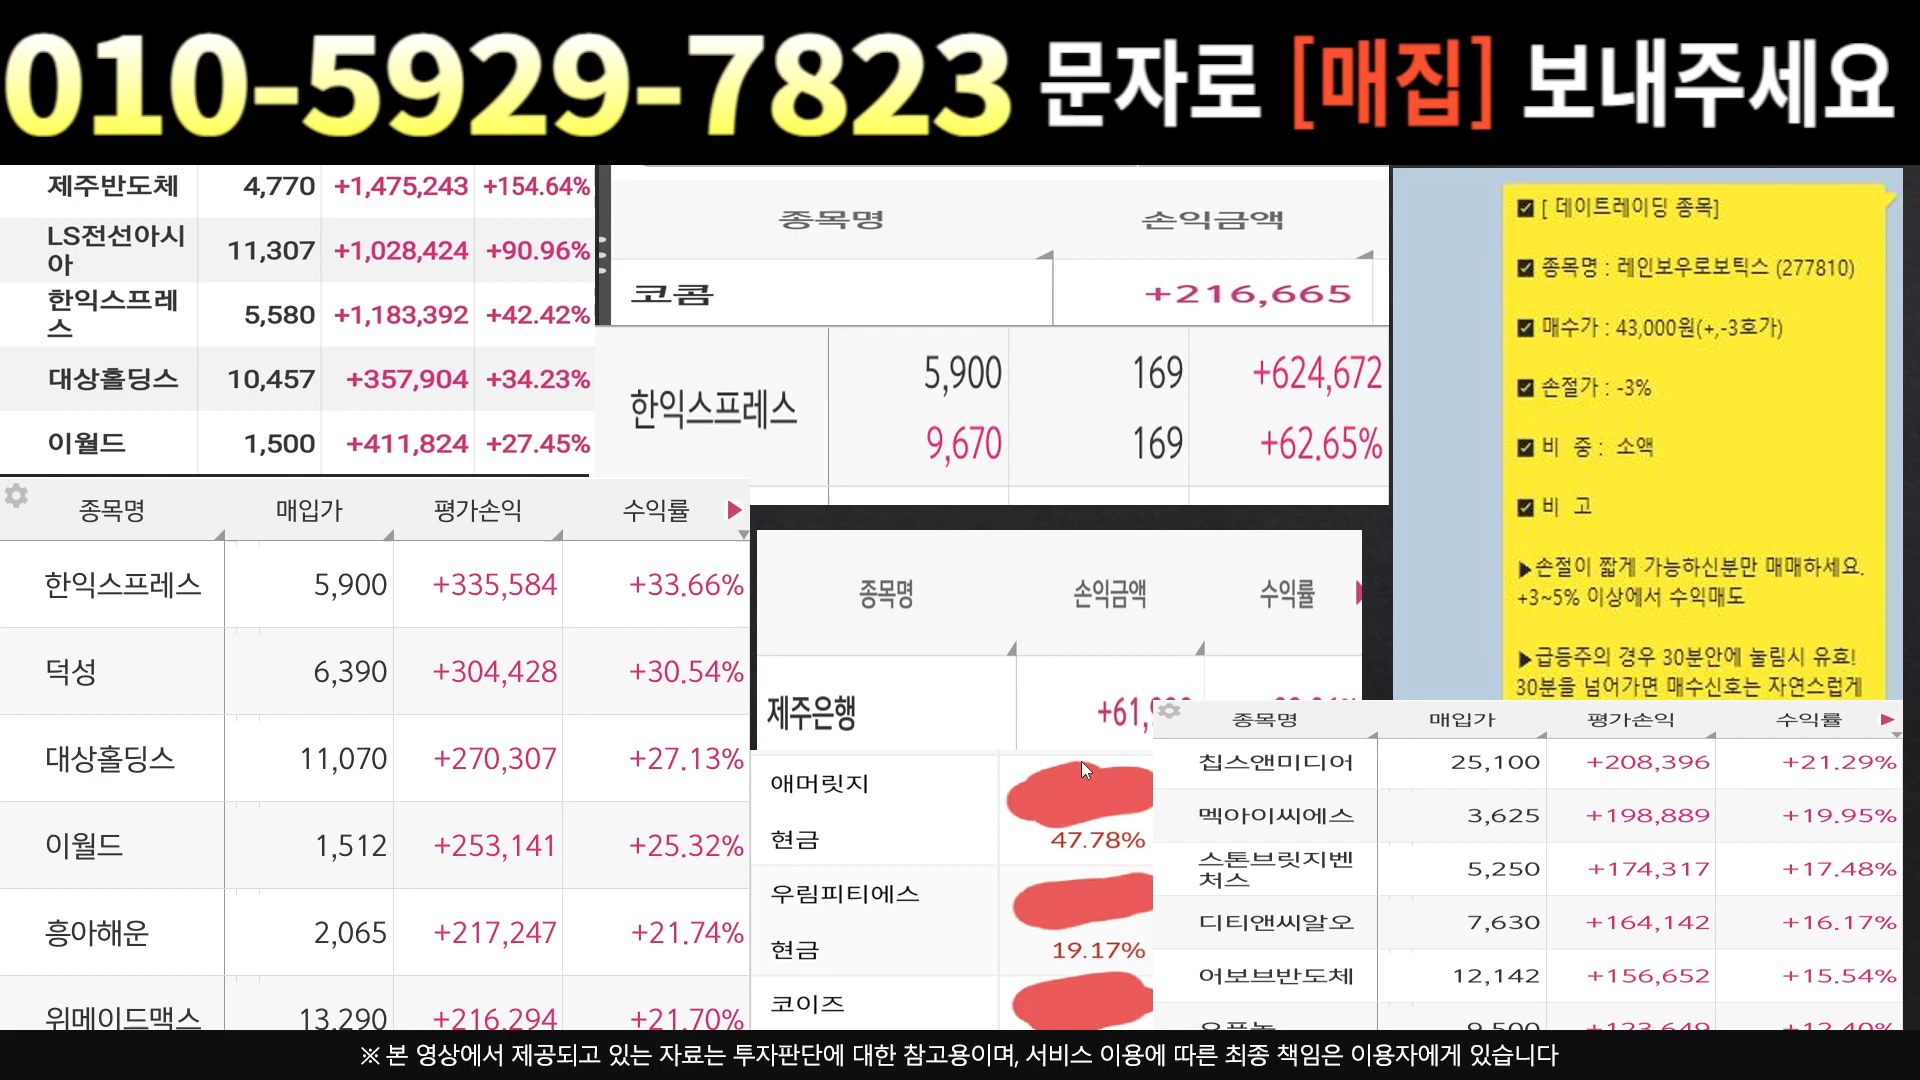 010-5929-7823 문자로 [매집] 보내주세요
제주반도체 4,770 +1,475,243 +154.64%
LS전선아시아 11,307 +1,028,424 +90.96%
한익스프레스 5,580 +1,183,392 +42.42%
대상홀딩스 10,457 +357,904 +34.23%
이월드 1,500 +411,824 +27.45%
종목명 손익금액
코콤 +216,665
한익스프레스 5,900 169 +624,672
9,670 169 +62.65%
☑ [ 데이트레이딩 종목]
☑ 종목명 : 레인보우로보틱스 (277810)
☑ 매수가 : 43,000원(+,-3호가)
☑ 손절가 : -3%
☑ 비 중 : 소액
☑ 비 고
▶손절이 짧게 가능하신분만 매매하세요.
+3~5% 이상에서 수익매도
▶급등주의 경우 30분안에 눌림시 유효!
30분을 넘어가면 매수신호는 자연스럽게
종목명 매입가 평가손익 수익률
한익스프레스 5,900 +335,584 +33.66%
덕성 6,390 +304,428 +30.54%
대상홀딩스 11,070 +270,307 +27.13%
이월드 1,512 +253,141 +25.32%
흥아해운 2,065 +217,247 +21.74%
위메이드맥스 13,290 +216,294 +21.70%
종목명 손익금액 수익률
제주은행 +61,
애머릿지
현금 47.78%
우림피티에스
현금 19.17%
코이즈
종목명 매입가 평가손익 수익률
칩스앤미디어 25,100 +208,396 +21.29%
멕아이씨에스 3,625 +198,889 +19.95%
스톤브릿지벤처스 5,250 +174,317 +17.48%
디티앤씨알오 7,630 +164,142 +16.17%
어보브반도체 12,142 +156,652 +15.54%
※ 본 영상에서 제공되고 있는 자료는 투자판단에 대한 참고용이며, 서비스 이용에 따른 최종 책임은 이용자에게 있습니다